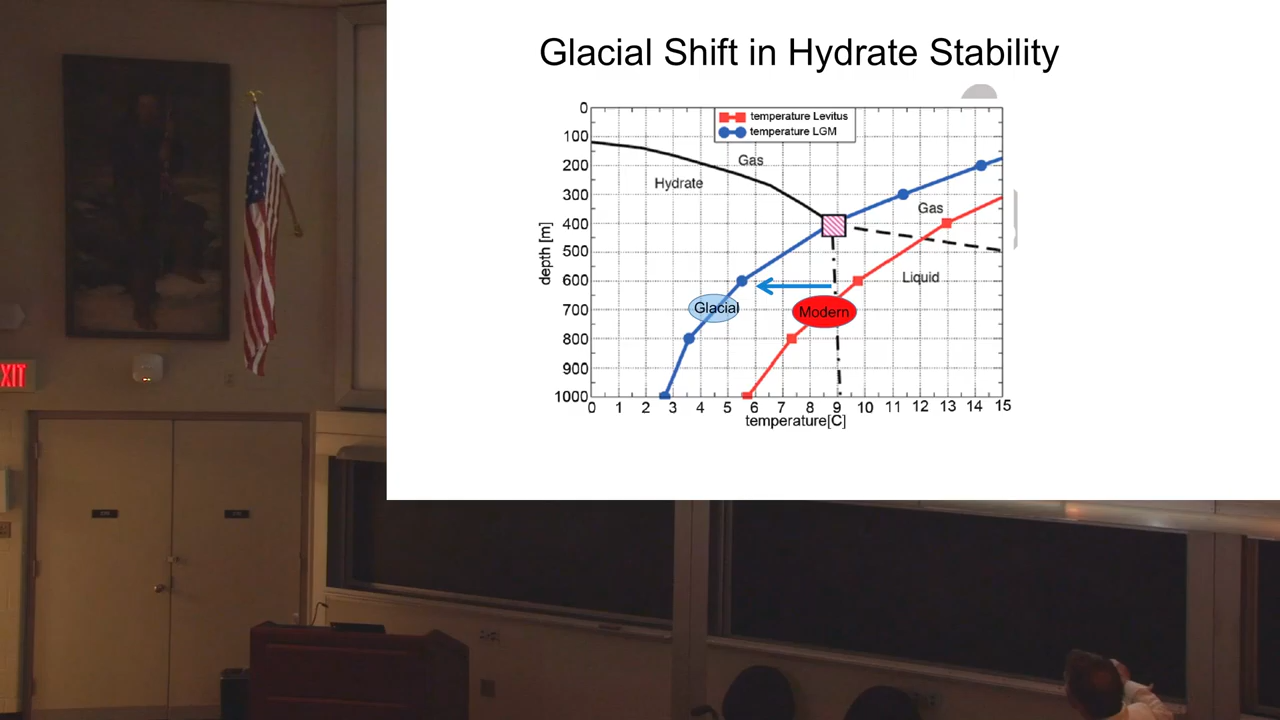 Glacial Shift in Hydrate Stability
temperature Levitus
temperature LGM
0
100
200
300
400
500
600
700
800
900
1000
depth [m]
Gas
Hydrate
Gas
Liquid
Glacial
Modern
0 1 2 3 4 5 6 7 8 9 10 11 12 13 14 15
temperature[C]
XIT